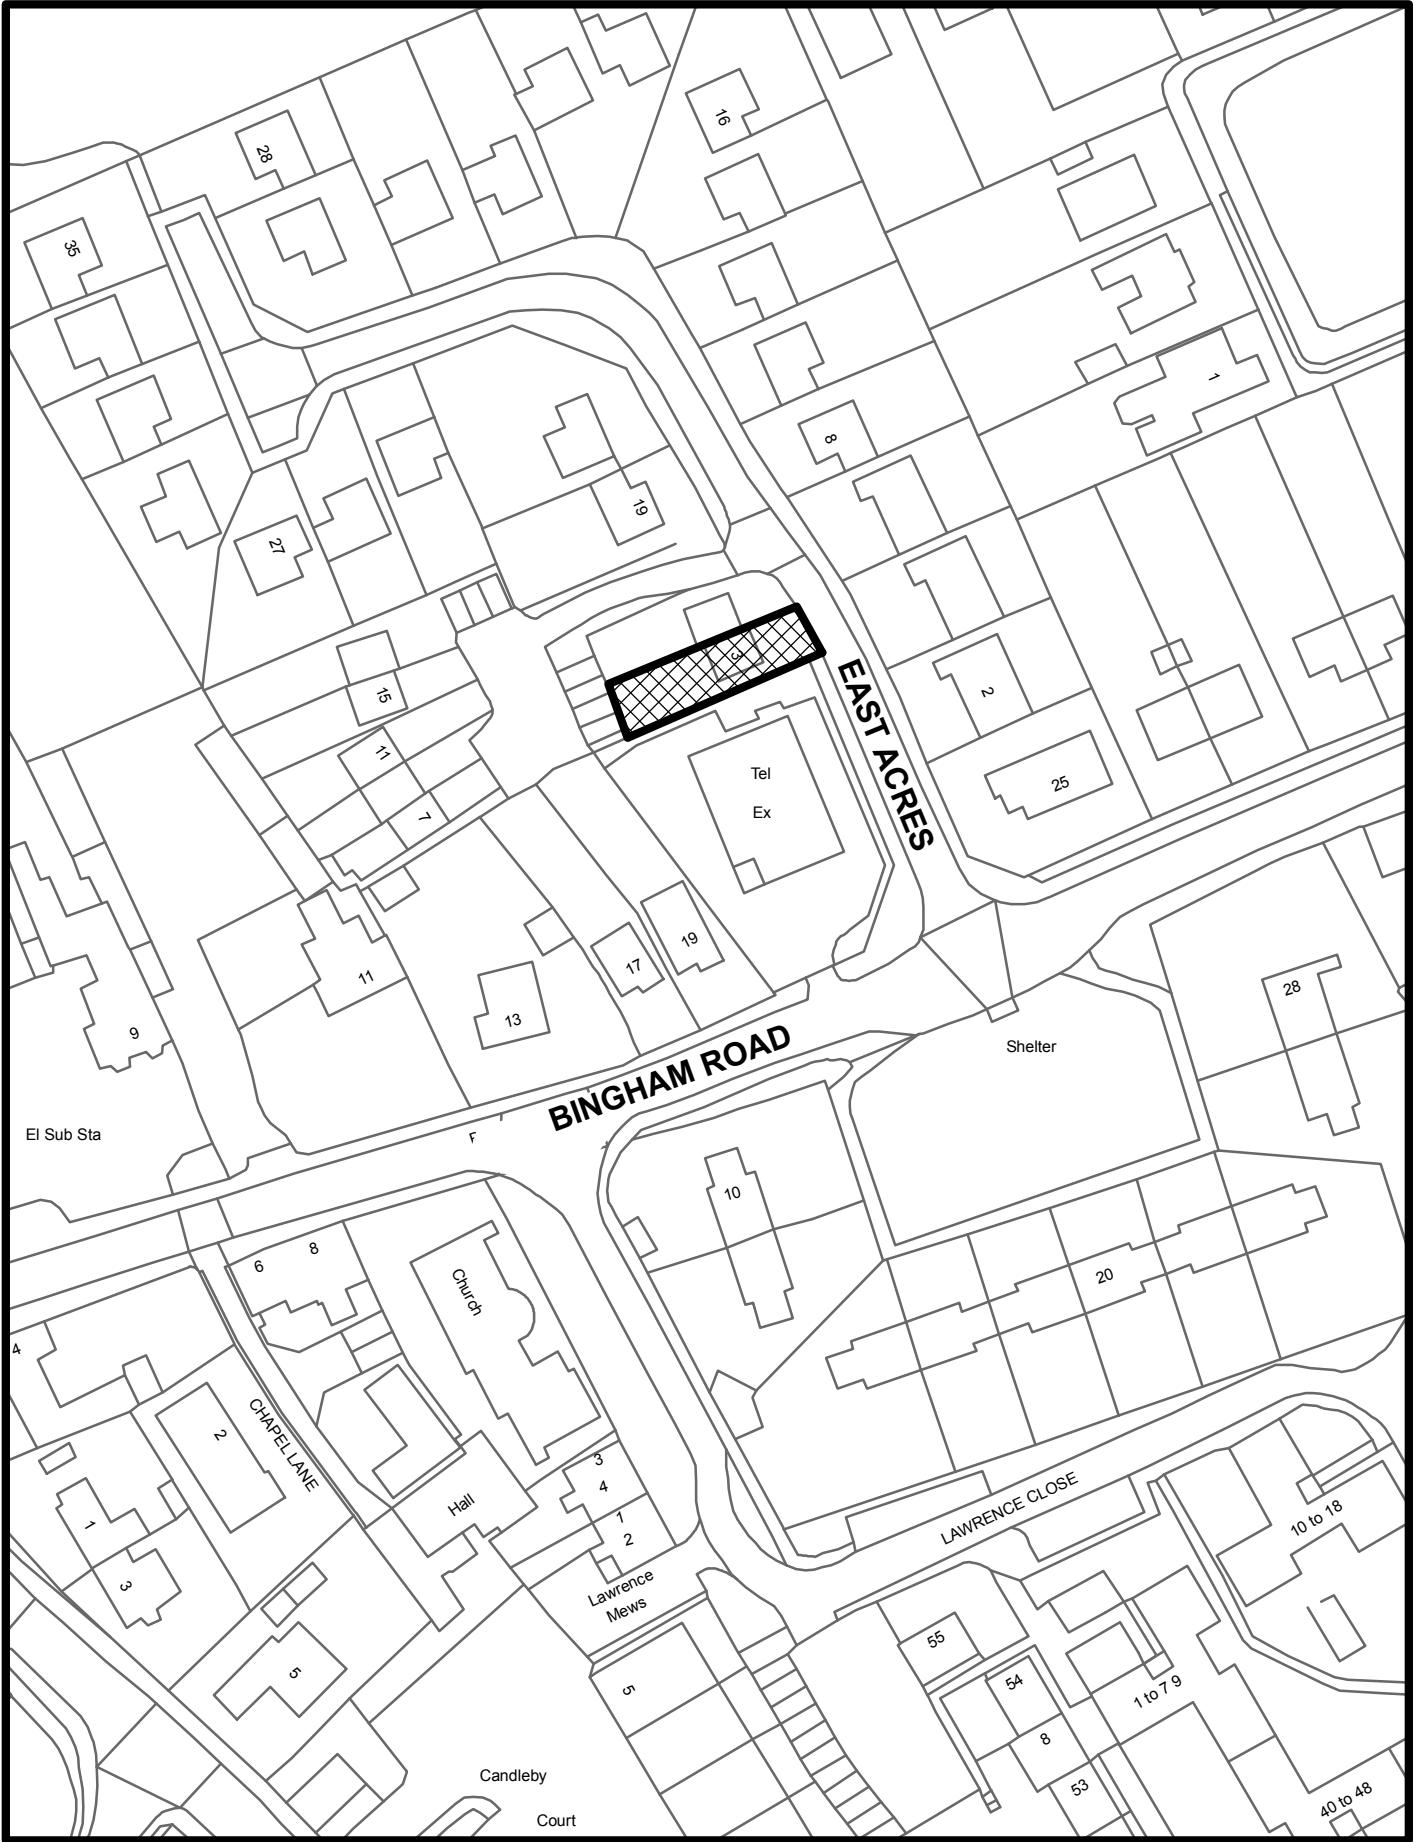 16
28
35
1
8
19
27
3
2
15
11
7
25
Tel
Ex
EAST ACRES
19
17
11
13
9
28
Shelter
BINGHAM ROAD
El Sub Sta
F
10
6
8
Church
20
4
CHAPEL LANE
2
Hall
3
4
1
2
LAWRENCE CLOSE
10 to 18
1
3
Lawrence
Mews
5
5
55
54
1 to 7 9
8
53
40 to 48
Candleby
Court